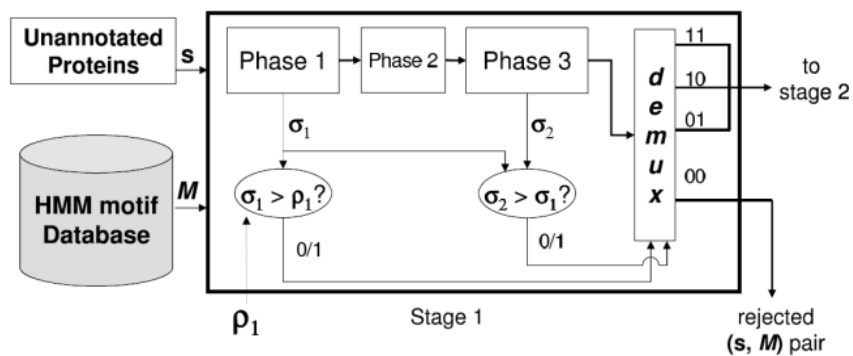 Unannotated
Proteins
s
Phase 1
Phase 2
Phase 3
d
e
m
u
x
11
10
01
00
to
stage 2
σ1
σ2
HMM motif
Database
M
σ1 > ρ1?
σ2 > σ1?
0/1
0/1
ρ1
Stage 1
rejected
(s, M) pair